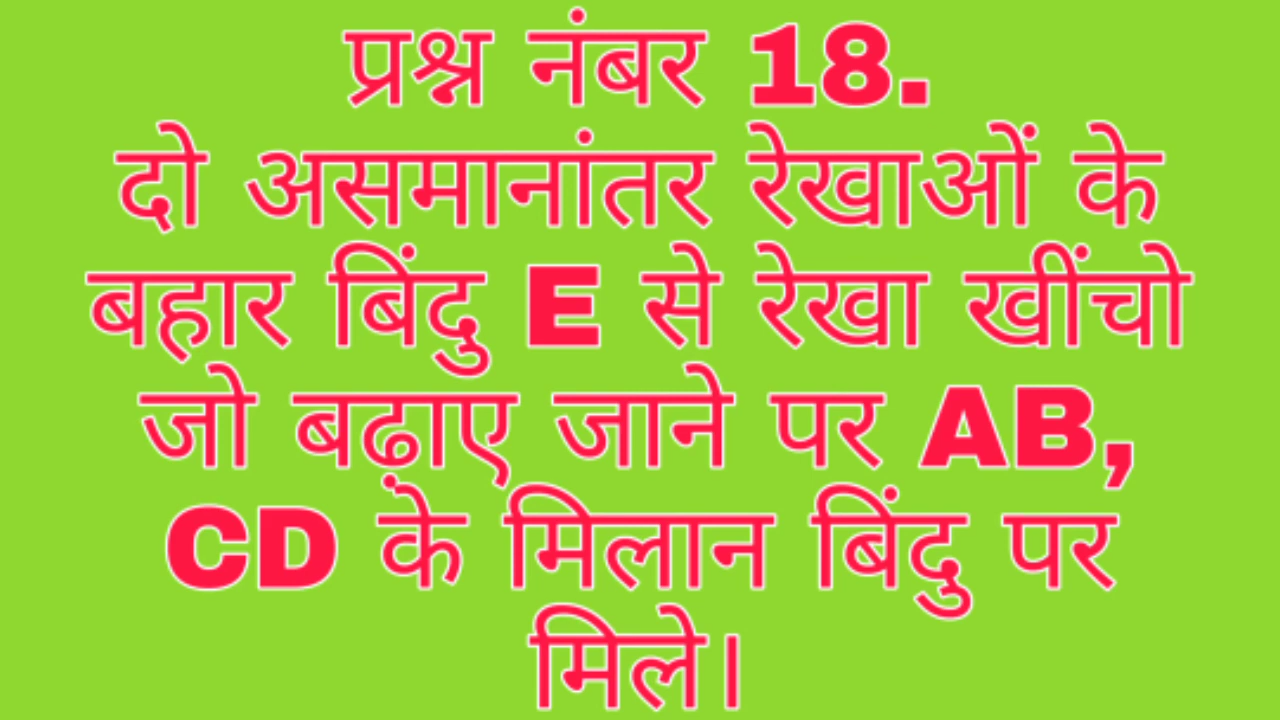 प्रश्न नंबर 18.
दो असमानांतर रेखाओं के
बहार बिंदु E से रेखा खींचो
जो बढ़ाए जाने पर AB,
CD कें मिलान बिंदु पर
मिले।